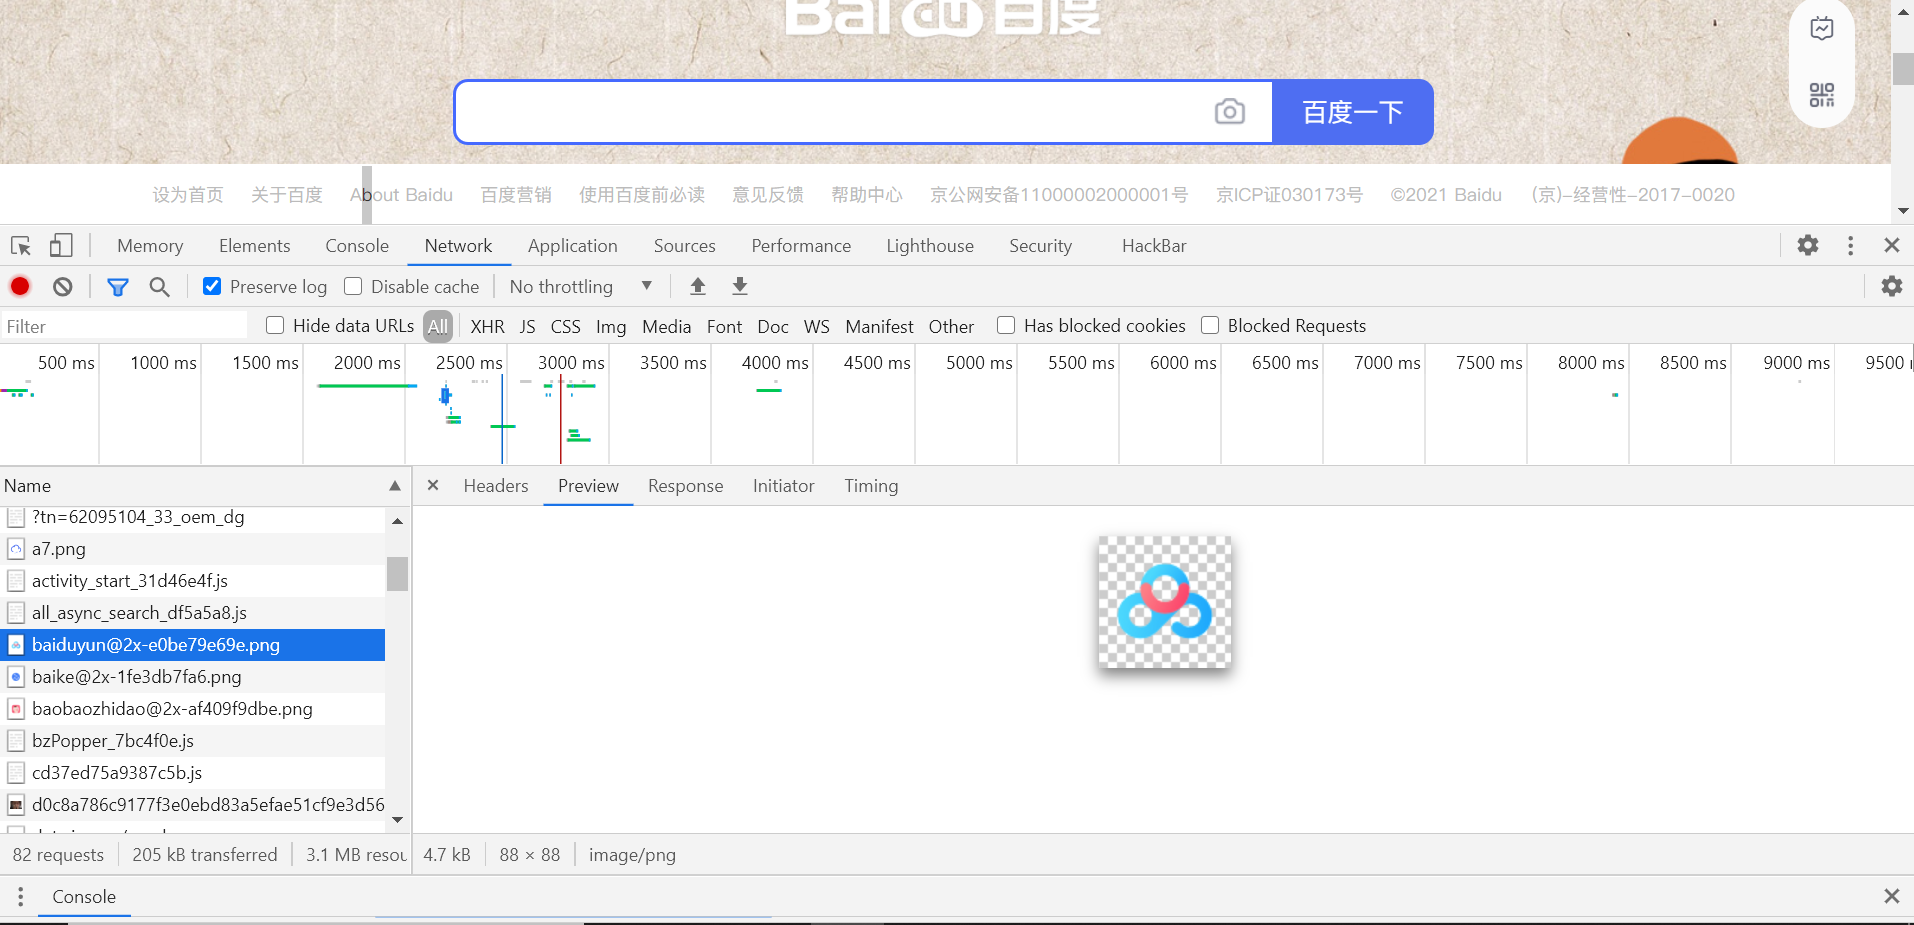 Bai du 百度
百度一下
设为首页 关于百度 About Baidu 百度营销 使用百度前必读 意见反馈 帮助中心 京公网安备11000002000001号 京ICP证030173号 ©2021 Baidu (京)-经营性-2017-0020
Memory Elements Console Network Application Sources Performance Lighthouse Security HackBar
Preserve log Disable cache No throttling
Filter Hide data URLs All XHR JS CSS Img Media Font Doc WS Manifest Other Has blocked cookies Blocked Requests
500 ms 1000 ms 1500 ms 2000 ms 2500 ms 3000 ms 3500 ms 4000 ms 4500 ms 5000 ms 5500 ms 6000 ms 6500 ms 7000 ms 7500 ms 8000 ms 8500 ms 9000 ms 9500
Name Headers Preview Response Initiator Timing
?tn=62095104_33_oem_dg
a7.png
activity_start_31d46e4f.js
all_async_search_df5a5a8.js
baiduyun@2x-e0be79e69e.png
baike@2x-1fe3db7fa6.png
baobaozhidao@2x-af409f9dbe.png
bzPopper_7bc4f0e.js
cd37ed75a9387c5b.js
d0c8a786c9177f3e0ebd83a5efae51cf9e3d56
82 requests 205 kB transferred 3.1 MB resou 4.7 kB 88 × 88 image/png
Console